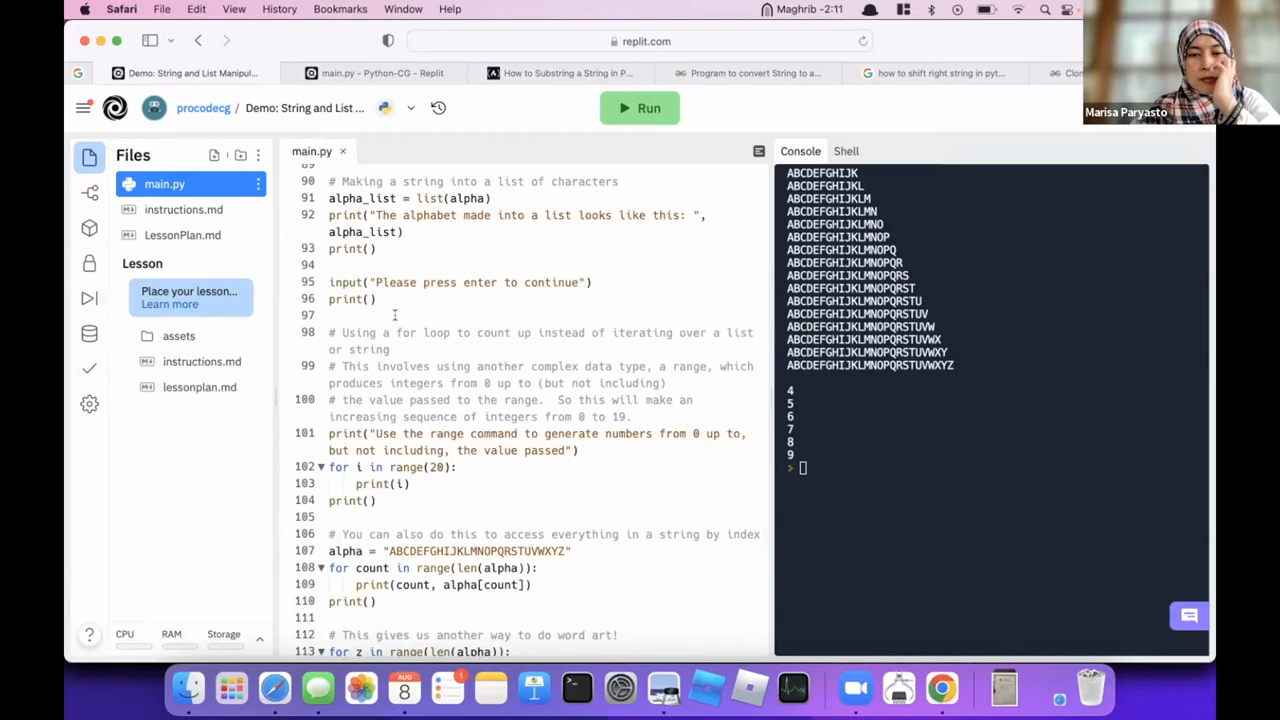 Safari File Edit View History Bookmarks Window Help Maghrib -2:11
replit.com
Demo: String and List Manipul... main.py - Python-CG - Replit How to Substring a String in P... Program to convert String to a... how to shift right string in pyt... Clon
procodecg / Demo: String and List ... Run
Marisa Paryasto
Files
main.py
instructions.md
LessonPlan.md
Lesson
Place your lesson...
Learn more
assets
instructions.md
lessonplan.md
CPU RAM Storage
main.py
89
90 # Making a string into a list of characters
91 alpha_list = list(alpha)
92 print("The alphabet made into a list looks like this: ",
alpha_list)
93 print()
94
95 input("Please press enter to continue")
96 print()
97
98 # Using a for loop to count up instead of iterating over a list
or string
99 # This involves using another complex data type, a range, which
produces integers from 0 up to (but not including)
100 # the value passed to the range. So this will make an
increasing sequence of integers from 0 to 19.
101 print("Use the range command to generate numbers from 0 up to,
but not including, the value passed")
102 for i in range(20):
103 print(i)
104 print()
105
106 # You can also do this to access everything in a string by index
107 alpha = "ABCDEFGHIJKLMNOPQRSTUVWXYZ"
108 for count in range(len(alpha)):
109 print(count, alpha[count])
110 print()
111
112 # This gives us another way to do word art!
113 for z in range(len(alpha)):
Console Shell
ABCDEFGHIJK
ABCDEFGHIJKL
ABCDEFGHIJKLM
ABCDEFGHIJKLMN
ABCDEFGHIJKLMNO
ABCDEFGHIJKLMNOP
ABCDEFGHIJKLMNOPQ
ABCDEFGHIJKLMNOPQR
ABCDEFGHIJKLMNOPQRS
ABCDEFGHIJKLMNOPQRST
ABCDEFGHIJKLMNOPQRSTU
ABCDEFGHIJKLMNOPQRSTUV
ABCDEFGHIJKLMNOPQRSTUVW
ABCDEFGHIJKLMNOPQRSTUVWX
ABCDEFGHIJKLMNOPQRSTUVWXY
ABCDEFGHIJKLMNOPQRSTUVWXYZ
4
5
6
7
8
9
>
AUG
8
1